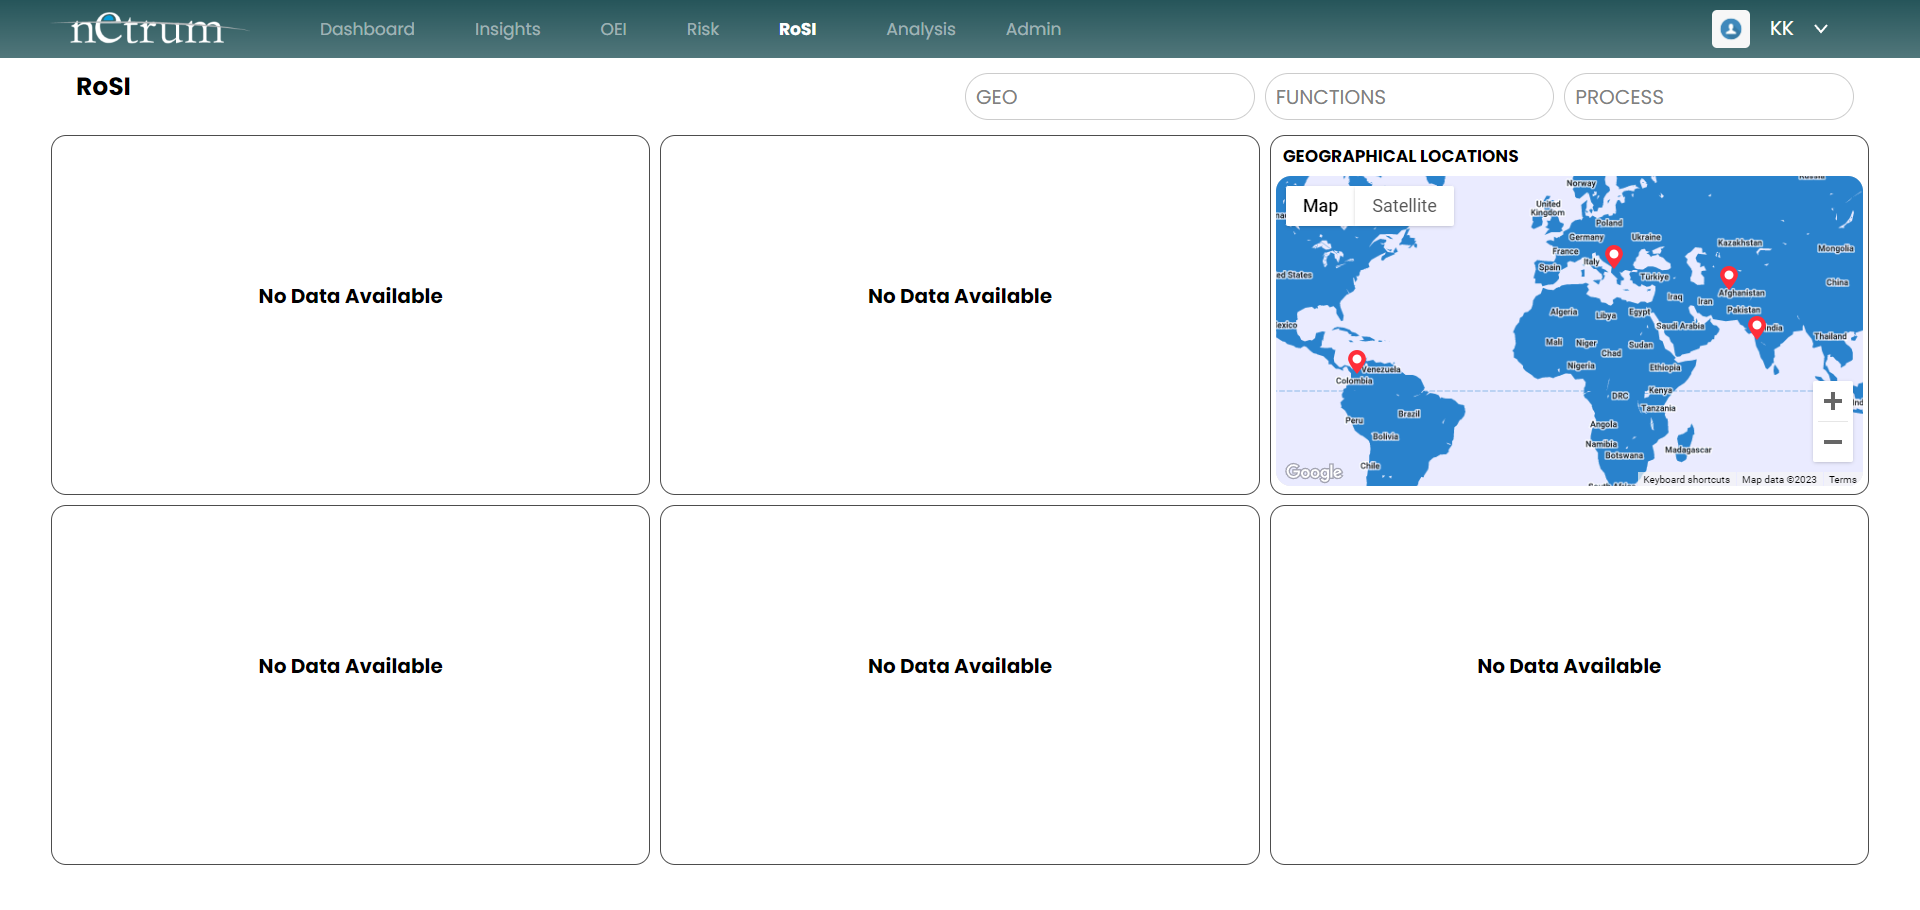 netrum
Dashboard
Insights
OEI
Risk
RoSI
Analysis
Admin
KK
RoSI
GEO
FUNCTIONS
PROCESS
No Data Available
No Data Available
GEOGRAPHICAL LOCATIONS
Map
Satellite
Norway
United
Kingdom
Poland
Germany
Ukraine
Kazakhstan
Mongolia
France
Italy
Spain
Türkiye
ed States
China
Iraq
Iran
Afghanistan
Pakistan
Algeria
Libya
Egypt
Saudi Arabia
India
exico
Thailand
Mali
Niger
Chad
Sudan
Nigeria
Ethiopia
Venezuela
Colombia
Kenya
DRC
Tanzania
Brazil
Peru
Angola
Bolivia
Namibia
Botswana
Madagascar
Chile
Ind
Google
Keyboard shortcuts
Map data ©2023
Terms
No Data Available
No Data Available
No Data Available